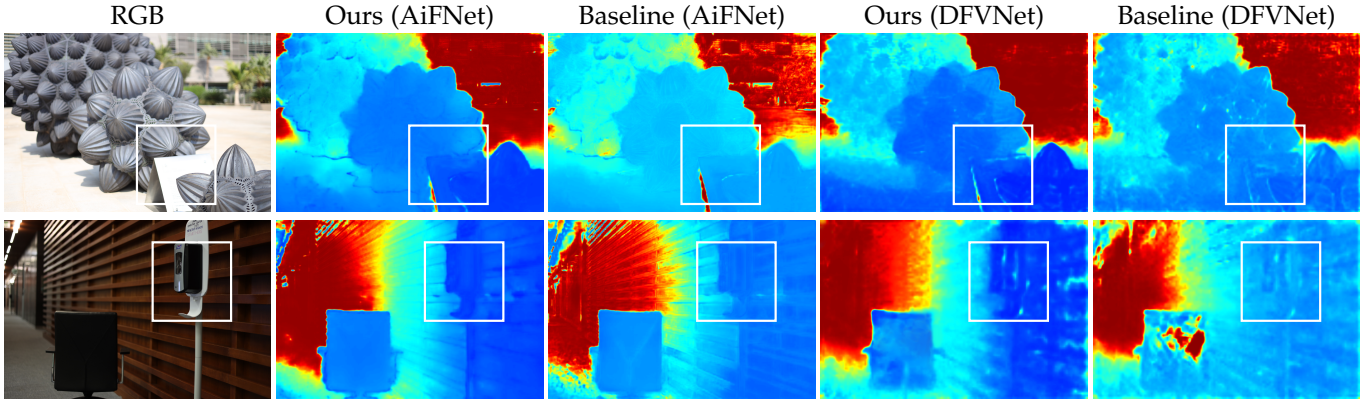 RGB
Ours (AiFNet)
Baseline (AiFNet)
Ours (DFVNet)
Baseline (DFVNet)